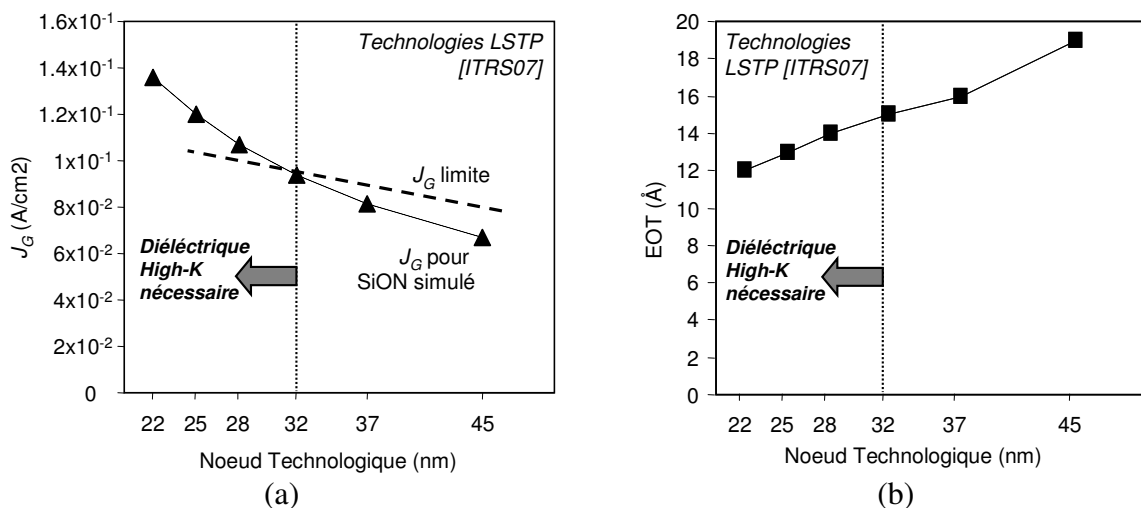 1.6x10⁻¹
1.4x10⁻¹
1.2x10⁻¹
1x10⁻¹
8x10⁻²
6x10⁻²
4x10⁻²
2x10⁻²
0
J_G (A/cm2)
Technologies LSTP
[ITRS07]
J_G limite
J_G pour
SiON simulé
Diéléctrique
High-K
nécessaire
22 25 28 32 37 45
Noeud Technologique (nm)
(a)
20
18
16
14
12
10
8
6
4
2
0
EOT (Å)
Technologies
LSTP [ITRS07]
Diéléctrique
High-K
nécessaire
22 25 28 32 37 45
Noeud Technologique (nm)
(b)